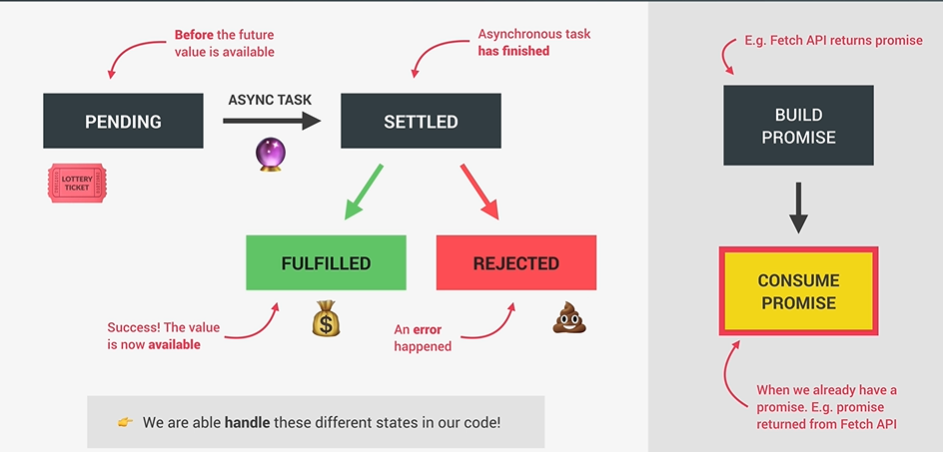 Before the future
value is available
Asynchronous task
has finished
E.g. Fetch API returns promise
PENDING
ASYNC TASK
SETTLED
BUILD
PROMISE
LOTTERY
TICKET
FULFILLED
REJECTED
CONSUME
PROMISE
$
Success! The value
is now available
An error
happened
When we already have a
promise. E.g. promise
returned from Fetch API
We are able handle these different states in our code!